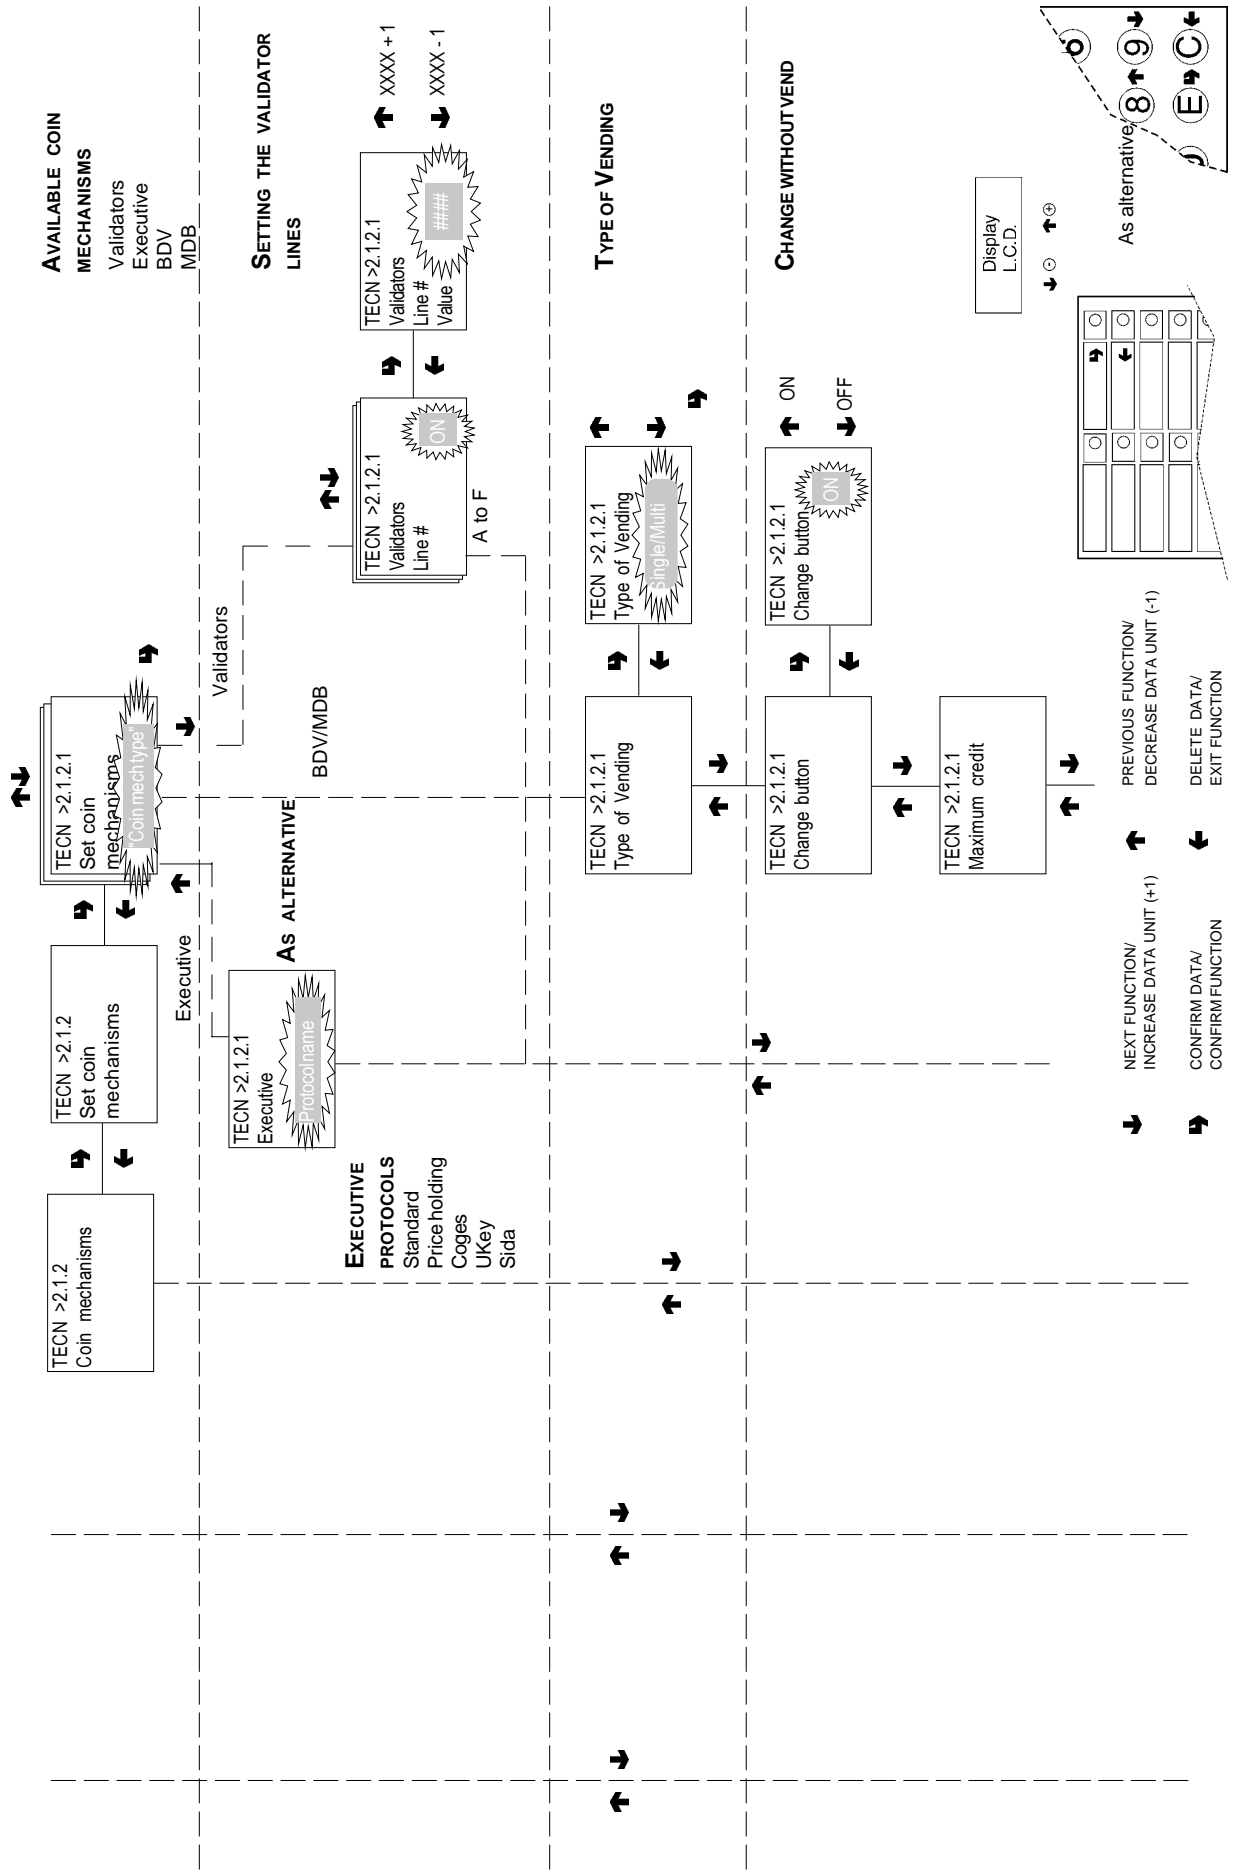 TECN >2.1.2
Coin mechanisms
TECN >2.1.2
Set coin
mechanisms
TECN >2.1.2.1
Set coin
mechanisms
"Coin mech type"
AVAILABLE COIN
MECHANISMS
Validators
Executive
BDV
MDB
Executive
Validators
BDV/MDB
TECN >2.1.2.1
Executive
Protocol name
AS ALTERNATIVE
EXECUTIVE
PROTOCOLS
Standard
Price holding
Coges
UKey
Sida
SETTING THE VALIDATOR
LINES
TECN >2.1.2.1
Validators
Line #
ON
A to F
TECN >2.1.2.1
Validators
Line #
Value
####
XXXX + 1
XXXX - 1
TYPE OF VENDING
TECN >2.1.2.1
Type of Vending
TECN >2.1.2.1
Type of Vending
Single/Multi
CHANGE WITHOUT VEND
TECN >2.1.2.1
Change button
TECN >2.1.2.1
Change button
ON
ON
OFF
TECN >2.1.2.1
Maximum credit
NEXT FUNCTION/
INCREASE DATA UNIT (+1)
PREVIOUS FUNCTION/
DECREASE DATA UNIT (-1)
CONFIRM DATA/
CONFIRM FUNCTION
DELETE DATA/
EXIT FUNCTION
Display
L.C.D.
- +
As alternative
8 9
E C